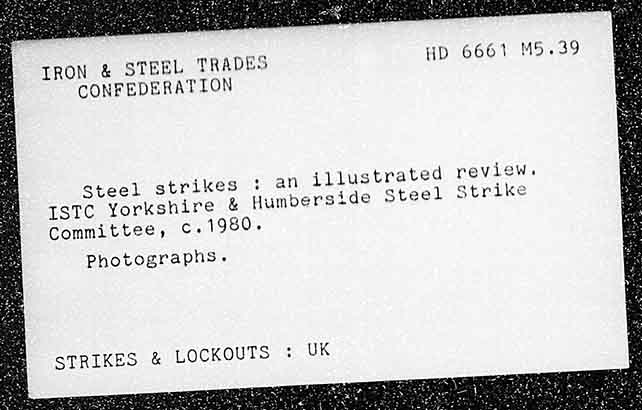 IRON & STEEL TRADES
CONFEDERATION
HD 6661 M5.39
Steel strikes : an illustrated review.
ISTC Yorkshire & Humberside Steel Strike
Committee, c.1980.
Photographs.
STRIKES & LOCKOUTS : UK